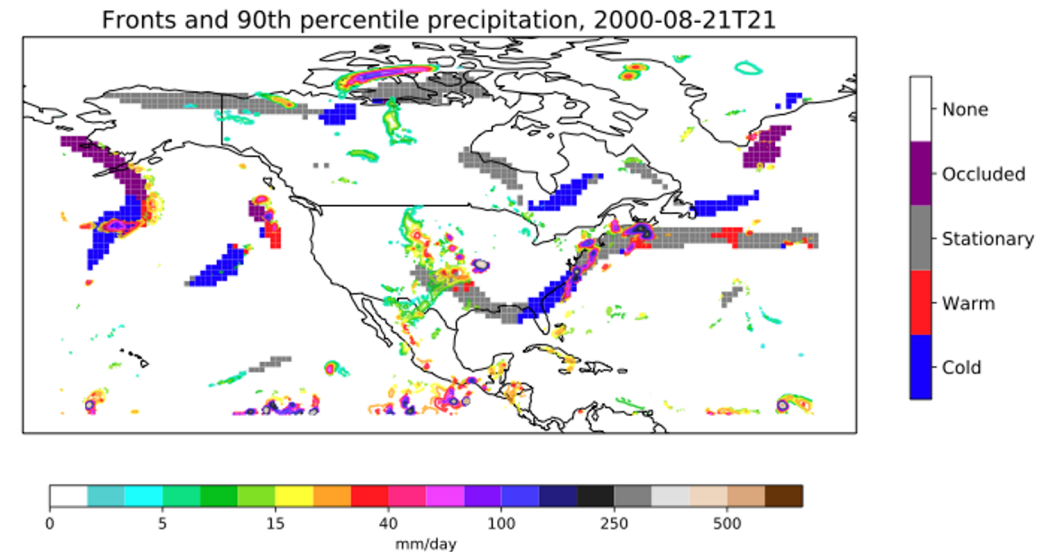 Fronts and 90th percentile precipitation, 2000-08-21T21
None
Occluded
Stationary
Warm
Cold
0 5 15 40 100 250 500
mm/day